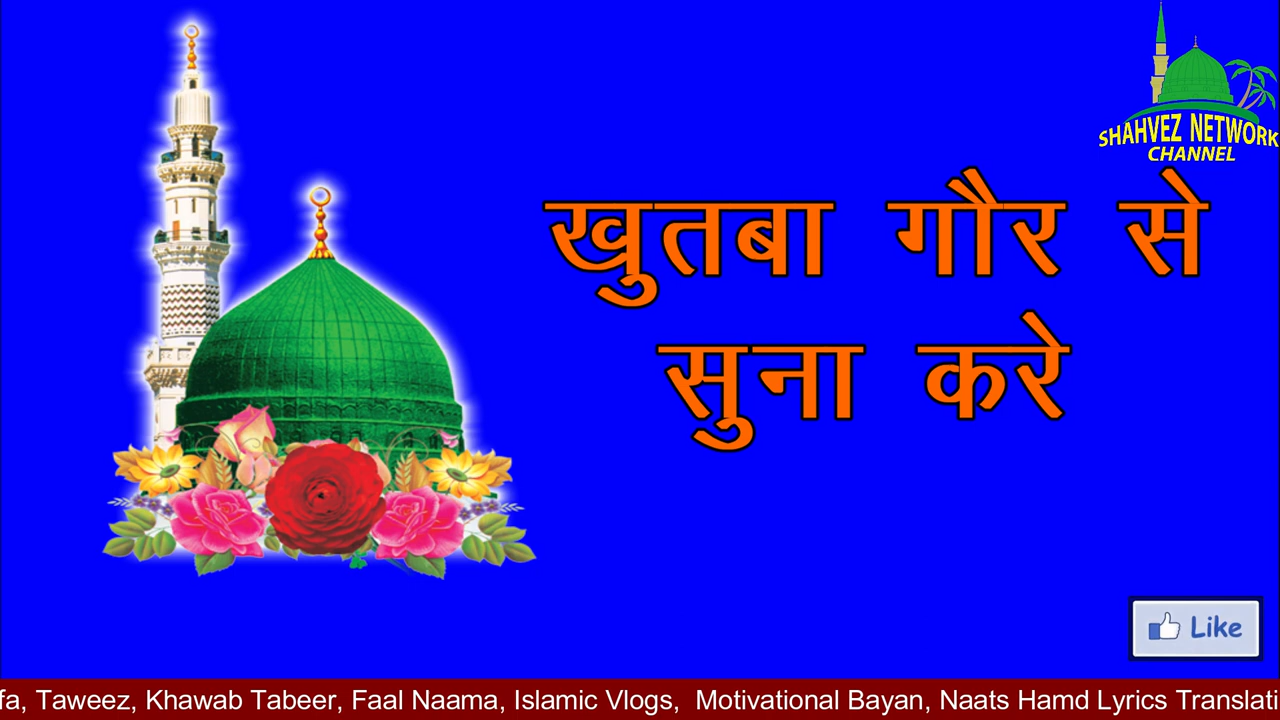 SHAHVEZ NETWORK
CHANNEL
खुतबा गौर से
सुना करे
Like
fa, Taweez, Khawab Tabeer, Faal Naama, Islamic Vlogs, Motivational Bayan, Naats Hamd Lyrics Translati